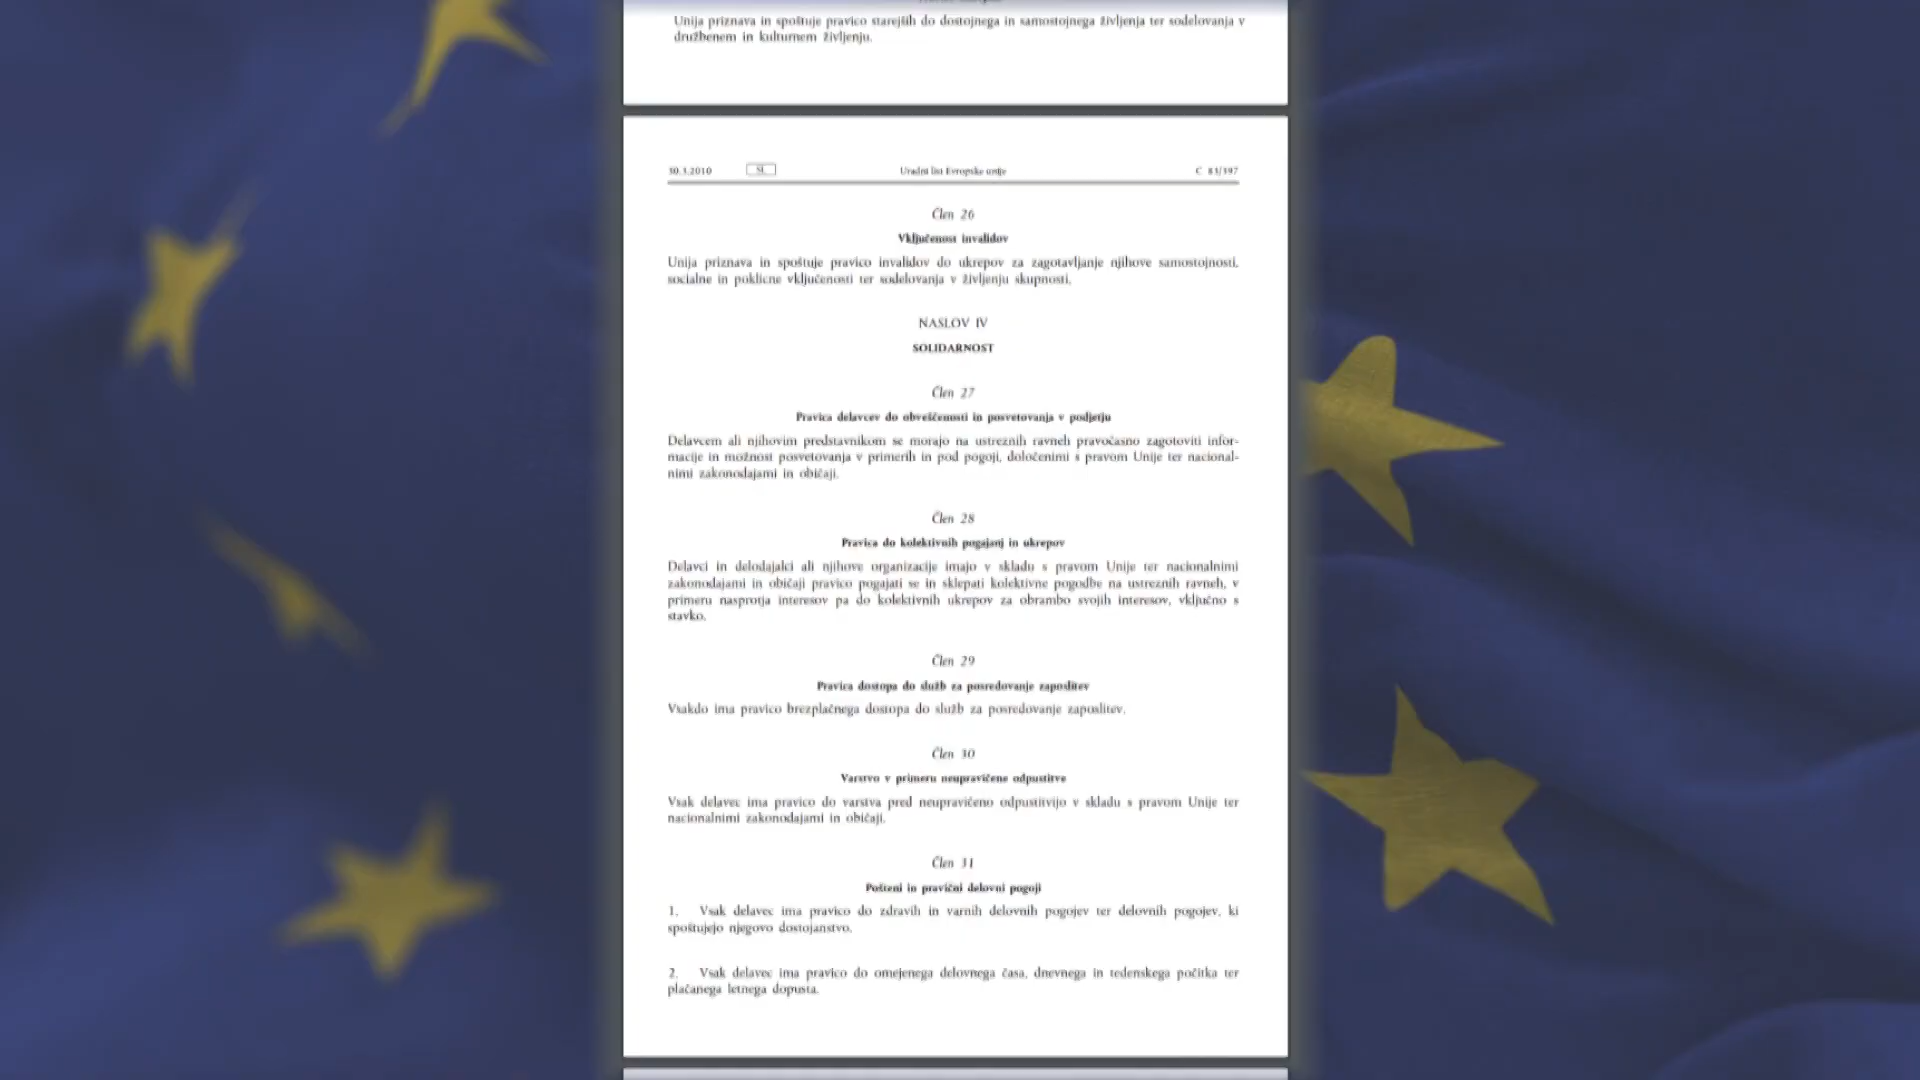 Unija priznava in spoštuje pravico starejših do dostojnega in samostojnega življenja ter sodelovanja v
družbenem in kulturnem življenju.
30.3.2010 SL Uradni list Evropske unije C 83/397
Člen 26
Vključenost invalidov
Unija priznava in spoštuje pravico invalidov do ukrepov za zagotavljanje njihove samostojnosti,
socialne in poklicne vključenosti ter sodelovanja v življenju skupnosti.
NASLOV IV
SOLIDARNOST
Člen 27
Pravica delavcev do obveščenosti in posvetovanja v podjetju
Delavcem ali njihovim predstavnikom se morajo na ustreznih ravneh pravočasno zagotoviti infor-
macije in možnost posvetovanja v primerih in pod pogoji, določenimi s pravom Unije ter nacional-
nimi zakonodajami in običaji.
Člen 28
Pravica do kolektivnih pogajanj in ukrepov
Delavci in delodajalci ali njihove organizacije imajo v skladu s pravom Unije ter nacionalnimi
zakonodajami in običaji pravico pogajati se in sklepati kolektivne pogodbe na ustreznih ravneh, v
primeru nasprotja interesov pa do kolektivnih ukrepov za obrambo svojih interesov, vključno s
stavko.
Člen 29
Pravica dostopa do služb za posredovanje zaposlitev
Vsakdo ima pravico brezplačnega dostopa do služb za posredovanje zaposlitev.
Člen 30
Varstvo v primeru neupravičene odpustitve
Vsak delavec ima pravico do varstva pred neupravičeno odpustitvijo v skladu s pravom Unije ter
nacionalnimi zakonodajami in običaji.
Člen 31
Pošteni in pravični delovni pogoji
1. Vsak delavec ima pravico do zdravih in varnih delovnih pogojev ter delovnih pogojev, ki
spoštujejo njegovo dostojanstvo.
2. Vsak delavec ima pravico do omejenega delovnega časa, dnevnega in tedenskega počitka ter
plačanega letnega dopusta.